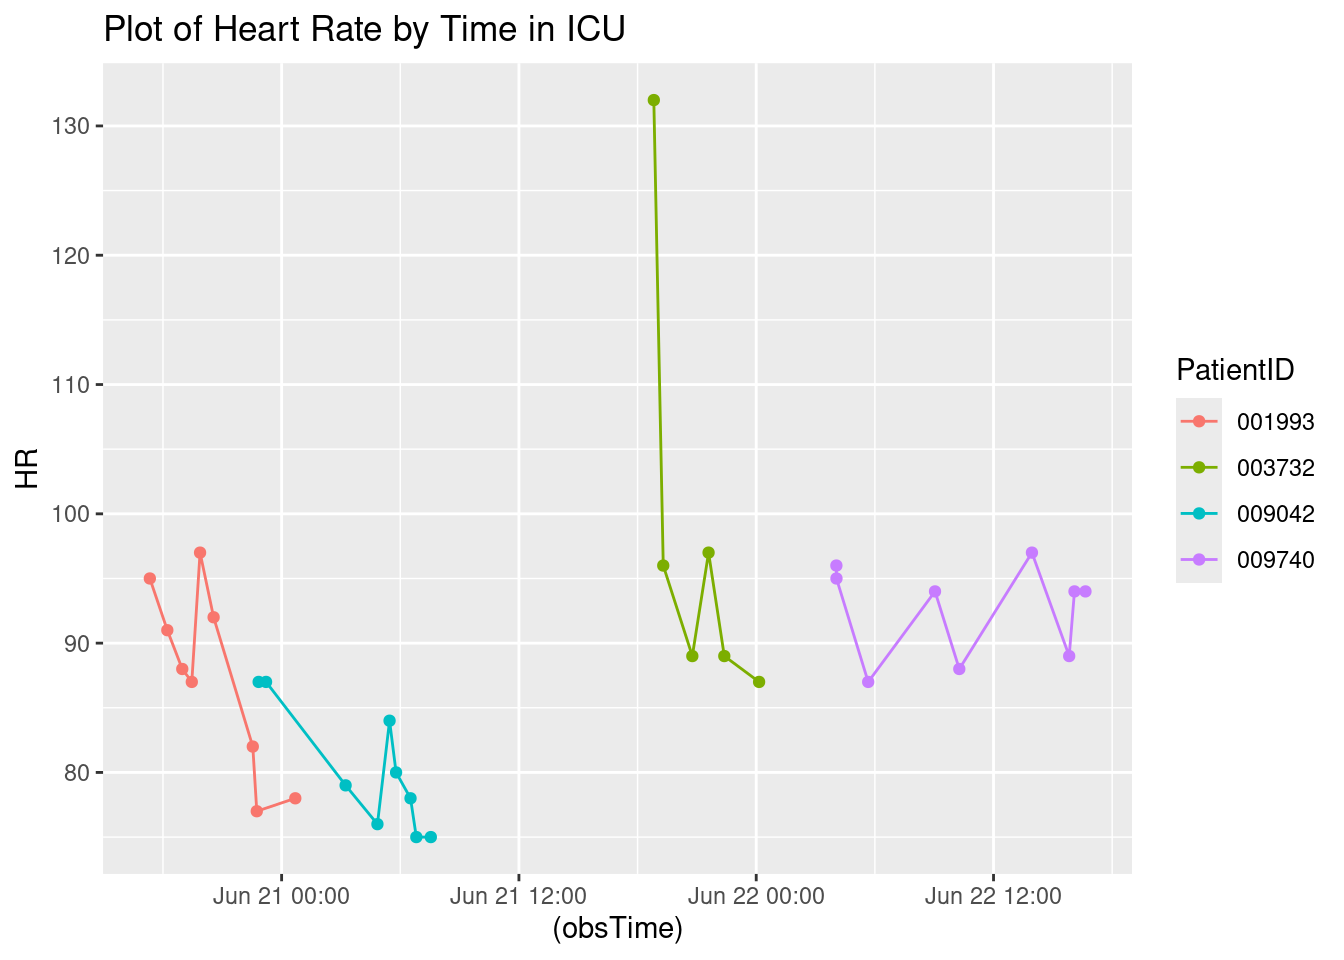 Plot of Heart Rate by Time in ICU
130
120
110
100
90
80
HR
Jun 21 00:00
Jun 21 12:00
Jun 22 00:00
Jun 22 12:00
(obsTime)
PatientID
001993
003732
009042
009740